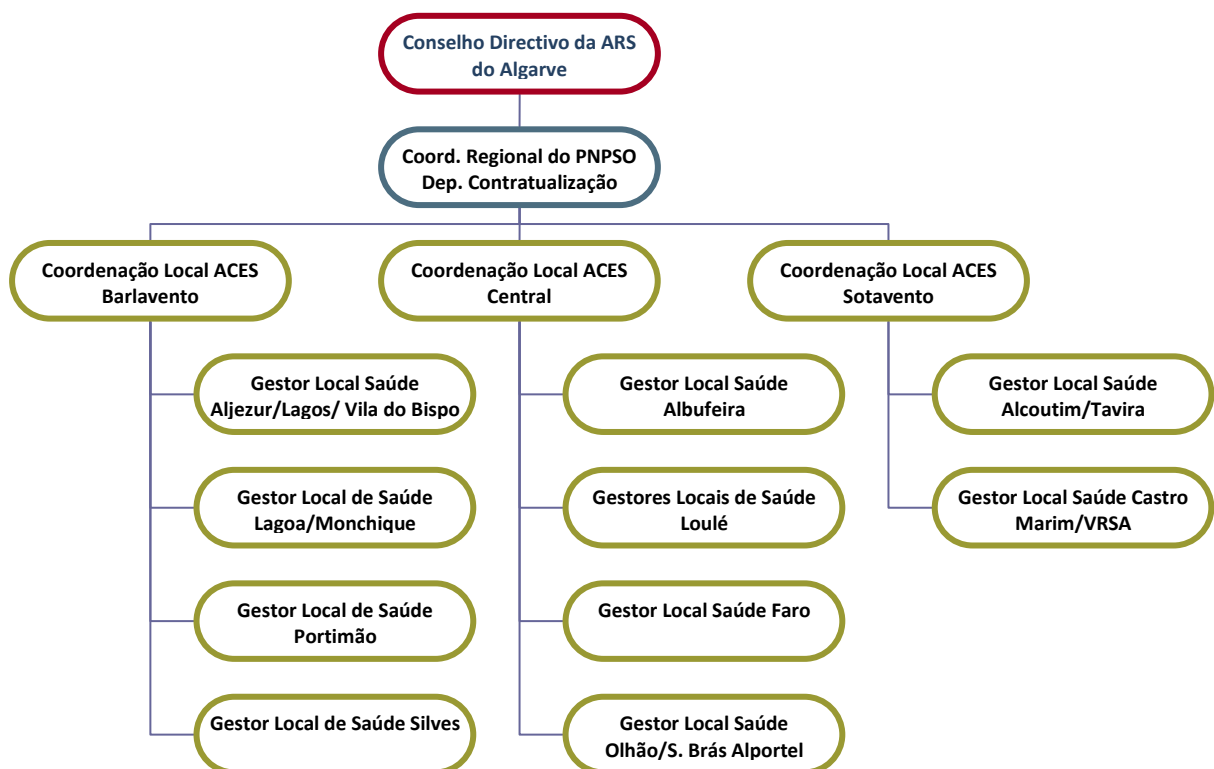 Conselho Directivo da ARS
do Algarve
Coord. Regional do PNPSO
Dep. Contratualização
Coordenação Local ACES
Barlavento
Coordenação Local ACES
Central
Coordenação Local ACES
Sotavento
Gestor Local Saúde
Aljezur/Lagos/ Vila do Bispo
Gestor Local Saúde
Albufeira
Gestor Local Saúde
Alcoutim/Tavira
Gestor Local de Saúde
Lagoa/Monchique
Gestores Locais de Saúde
Loulé
Gestor Local Saúde Castro
Marim/VRSA
Gestor Local de Saúde
Portimão
Gestor Local Saúde Faro
Gestor Local de Saúde Silves
Gestor Local Saúde
Olhão/S. Brás Alportel